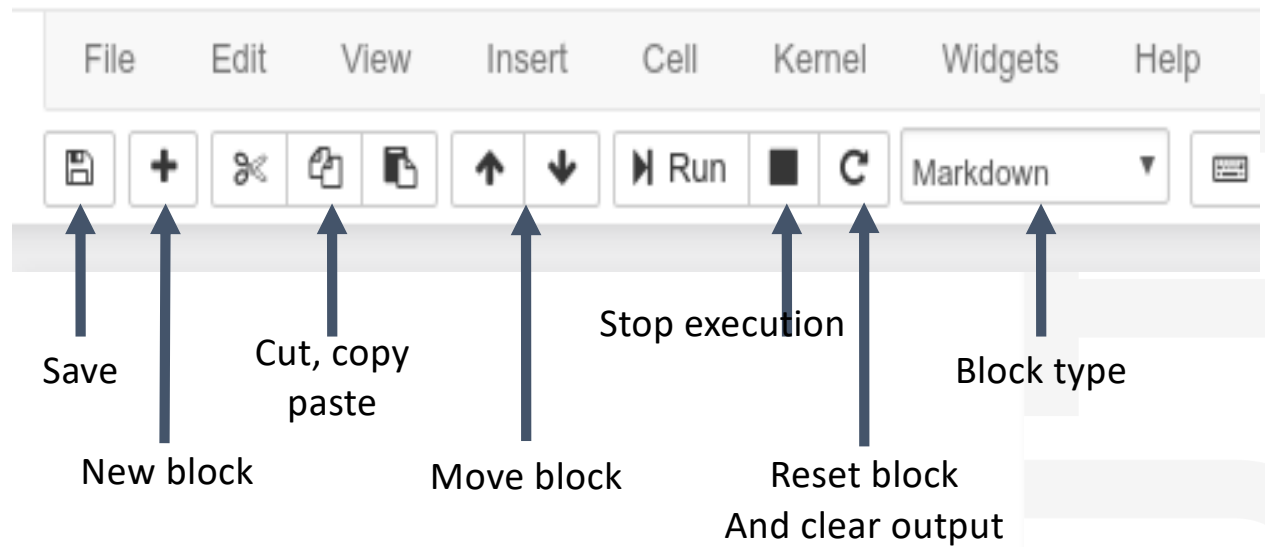 File Edit View Insert Cell Kernel Widgets Help
Run Markdown
Stop execution
Save
Cut, copy
paste
Block type
New block
Move block
Reset block
And clear output